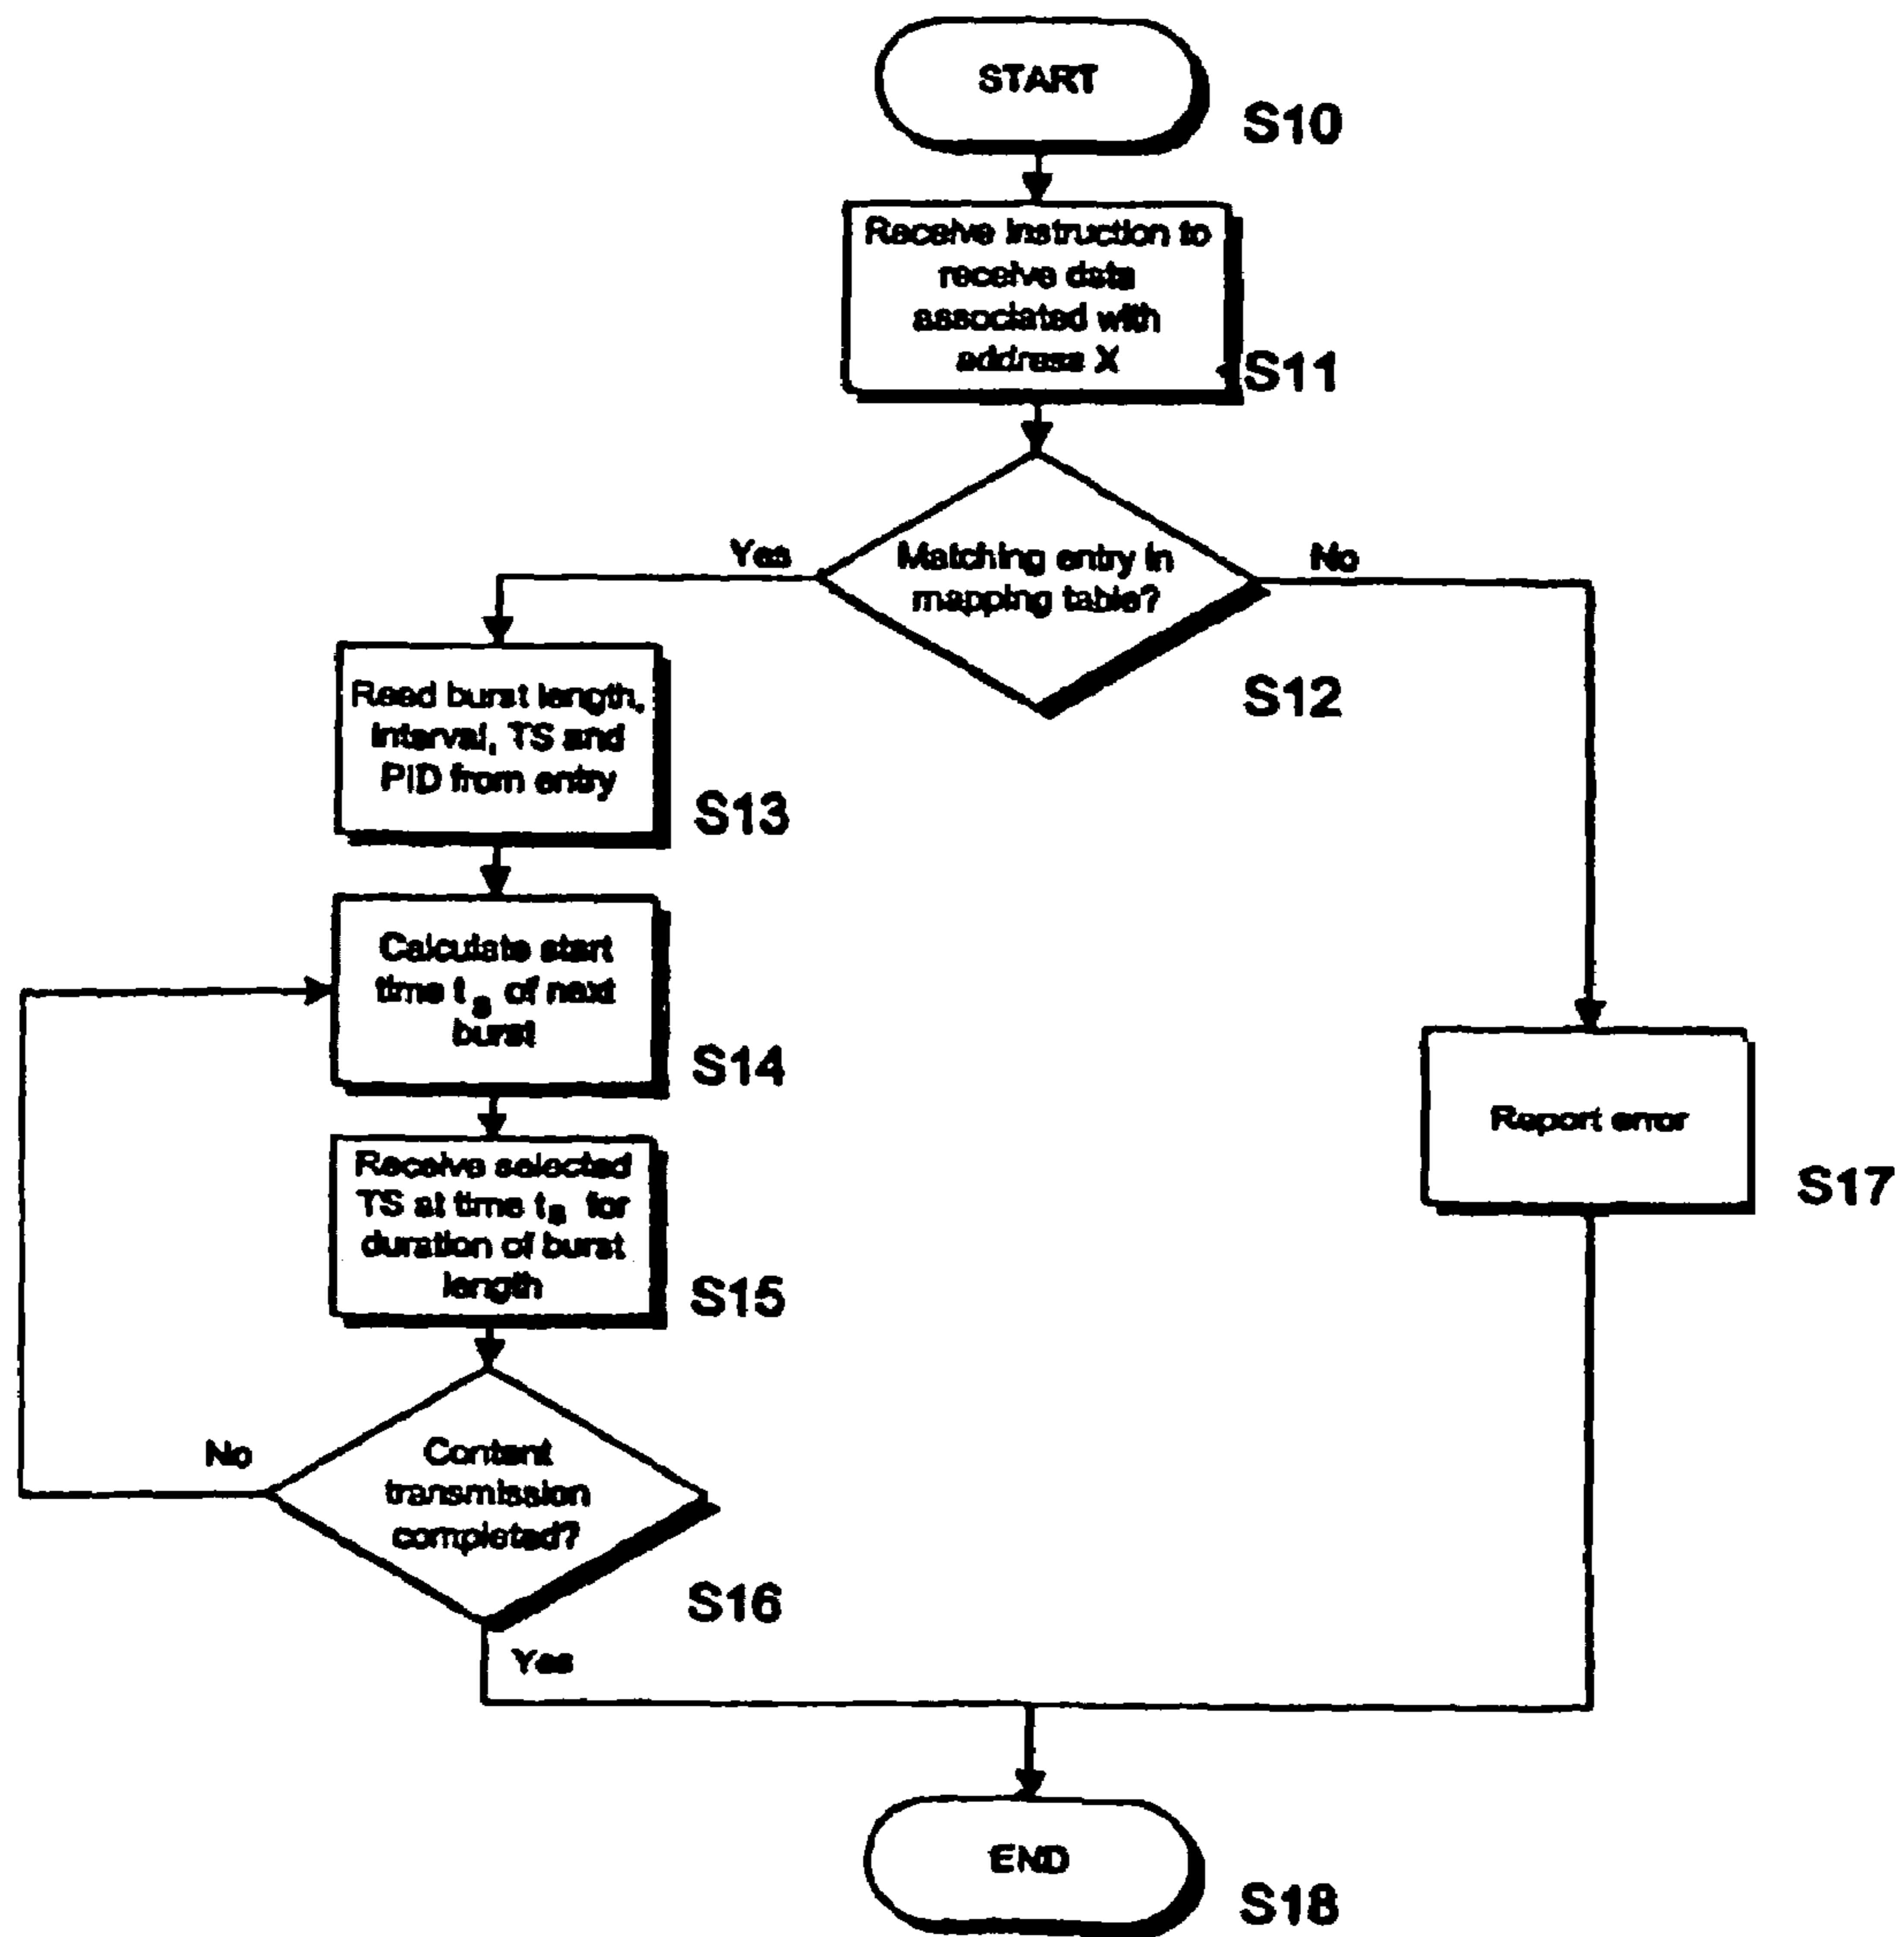 START
S10
Receive instruction to
receive data
associated with
address X
S11
Matching entry in
mapping table?
Yes
No
S12
Read burst length,
interval, TS and
PID from entry
S13
Calculate start
time t s of next
burst
S14
Report error
S17
Receive selected
TS at time t s for
duration of burst
length
S15
Content
transmission
completed?
No
S16
Yes
END
S18